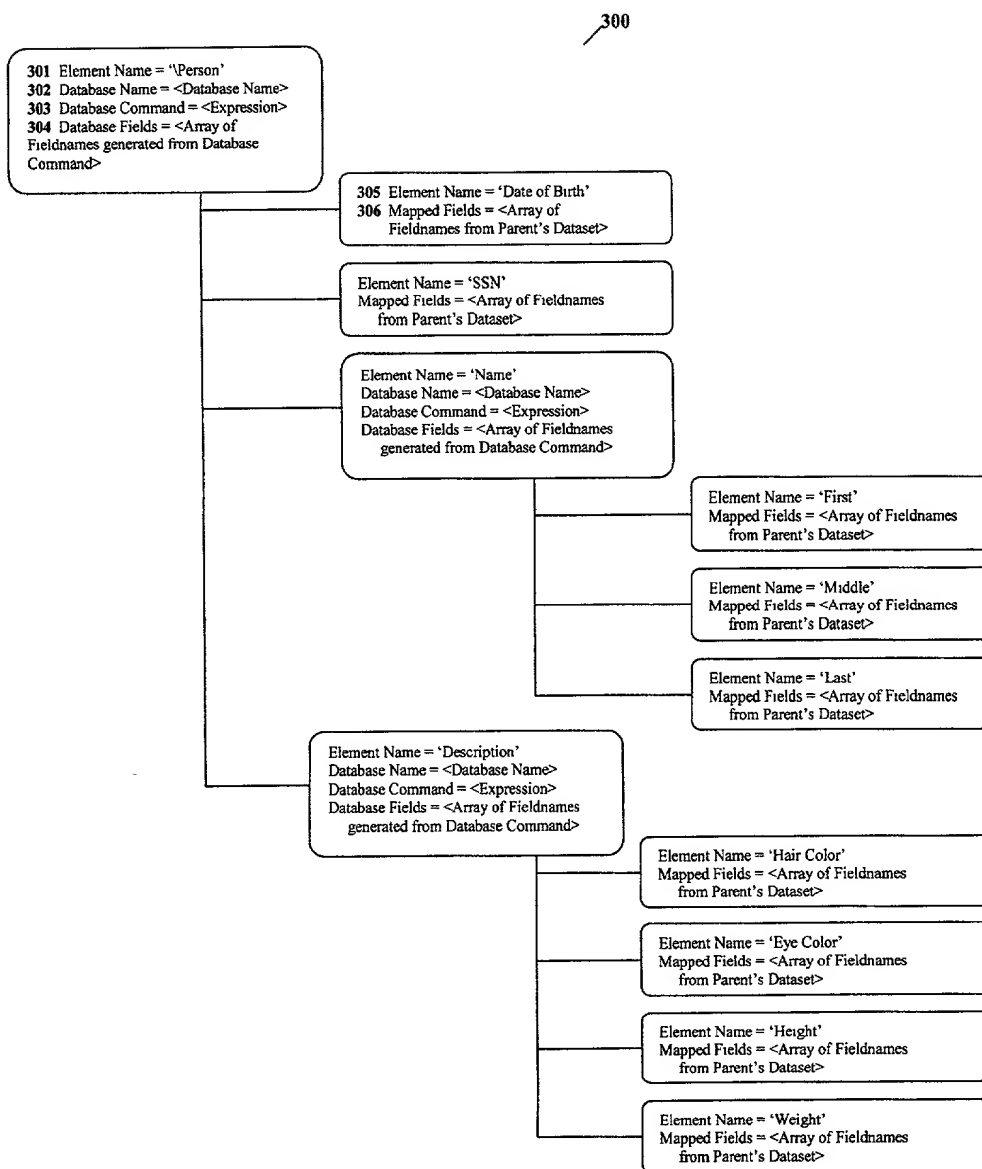 300
301 Element Name = '\Person'
302 Database Name = <Database Name>
303 Database Command = <Expression>
304 Database Fields = <Array of
Fieldnames generated from Database
Command>
305 Element Name = 'Date of Birth'
306 Mapped Fields = <Array of
Fieldnames from Parent's Dataset>
Element Name = 'SSN'
Mapped Fields = <Array of Fieldnames
from Parent's Dataset>
Element Name = 'Name'
Database Name = <Database Name>
Database Command = <Expression>
Database Fields = <Array of Fieldnames
generated from Database Command>
Element Name = 'First'
Mapped Fields = <Array of Fieldnames
from Parent's Dataset>
Element Name = 'Middle'
Mapped Fields = <Array of Fieldnames
from Parent's Dataset>
Element Name = 'Last'
Mapped Fields = <Array of Fieldnames
from Parent's Dataset>
Element Name = 'Description'
Database Name = <Database Name>
Database Command = <Expression>
Database Fields = <Array of Fieldnames
generated from Database Command>
Element Name = 'Hair Color'
Mapped Fields = <Array of Fieldnames
from Parent's Dataset>
Element Name = 'Eye Color'
Mapped Fields = <Array of Fieldnames
from Parent's Dataset>
Element Name = 'Height'
Mapped Fields = <Array of Fieldnames
from Parent's Dataset>
Element Name = 'Weight'
Mapped Fields = <Array of Fieldnames
from Parent's Dataset>